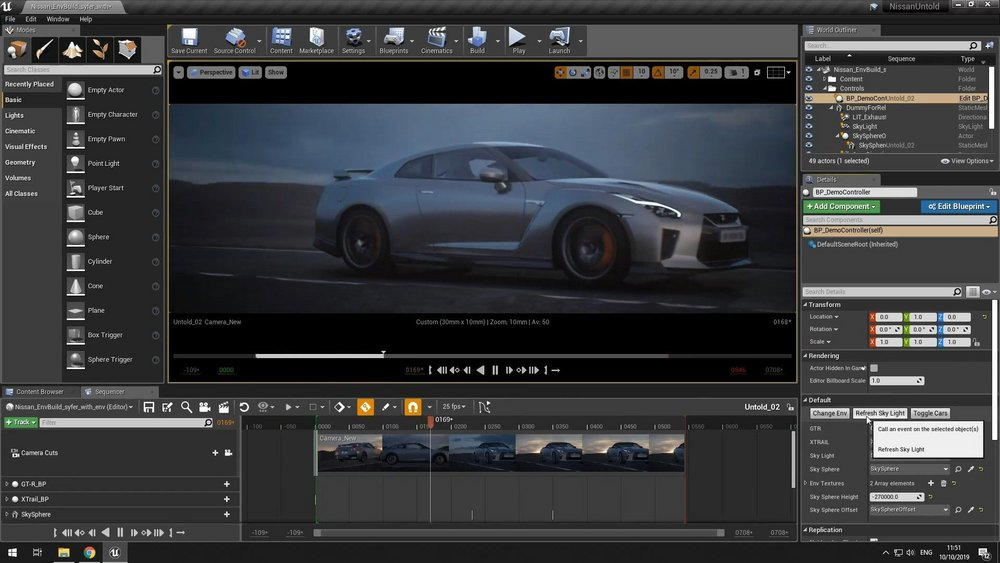 Nissan_EnvBuild_syfer_with•
NissanUntold
File Edit Window Help
Modes
Search Classes
Recently Placed
Basic
Lights
Cinematic
Visual Effects
Geometry
Volumes
All Classes
Empty Actor
Empty Character
Empty Pawn
Point Light
Player Start
Cube
Sphere
Cylinder
Cone
Plane
Box Trigger
Sphere Trigger
Save Current Source Control Content Marketplace Settings Blueprints Cinematics Build Play Launch
Perspective Lit Show
10 10° 0.25 1
Untold_02 Camera_New
Custom (30mm x 10mm) | Zoom: 10mm | Av: 50
0168*
-109+ 0000 0169* 0546 0708+
World Outliner
Search...
Label Sequence Type
Nissan_EnvBuild_s World
Content Folder
Controls Folder
BP_DemoCont Untold_02 Edit BP_D
DummyForRel StaticMes
LIT_Exhaus Directiona
SkyLight SkyLight
SkySphereO Actor
SkySpher Untold_02 StaticMesl
49 actors (1 selected)
View Options
Details
BP_DemoController
+ Add Component
Edit Blueprint
Search Components
BP_DemoController(self)
DefaultSceneRoot (Inherited)
Search Details
Transform
Location X 0.0 Y 1.0 Z 0.0
Rotation X 0.0 ° Y 0.0 ° Z 0.0 °
Scale X 1.0 Y 1.0 Z 1.0
Rendering
Actor Hidden In Game
Editor Billboard Scale 1.0
Default
Change Env Refresh Sky Light Toggle Cars
Call an event on the selected object(s)
Refresh Sky Light
GTR
XTRAIL
Sky Light
Sky Sphere SkySphere
Env Textures 2 Array elements
Sky Sphere Height -270000.0
Sky Sphere Offset SkySphereOffset
Replication
Content Browser Sequencer
Nissan_EnvBuild_syfer_with_env (Editor)
25 fps
Untold_02
+ Track Filter 0169*
0169*
-100 -050 0000 0050 0100 0150 0200 0250 0300 0350 0400 0450 0500 0550 0600 0650
Camera Cuts
Camera_New
GT-R_BP
XTrail_BP
SkySphere
-109+ -109+ 0708+ 0708+
ENG
11:51
10/10/2019